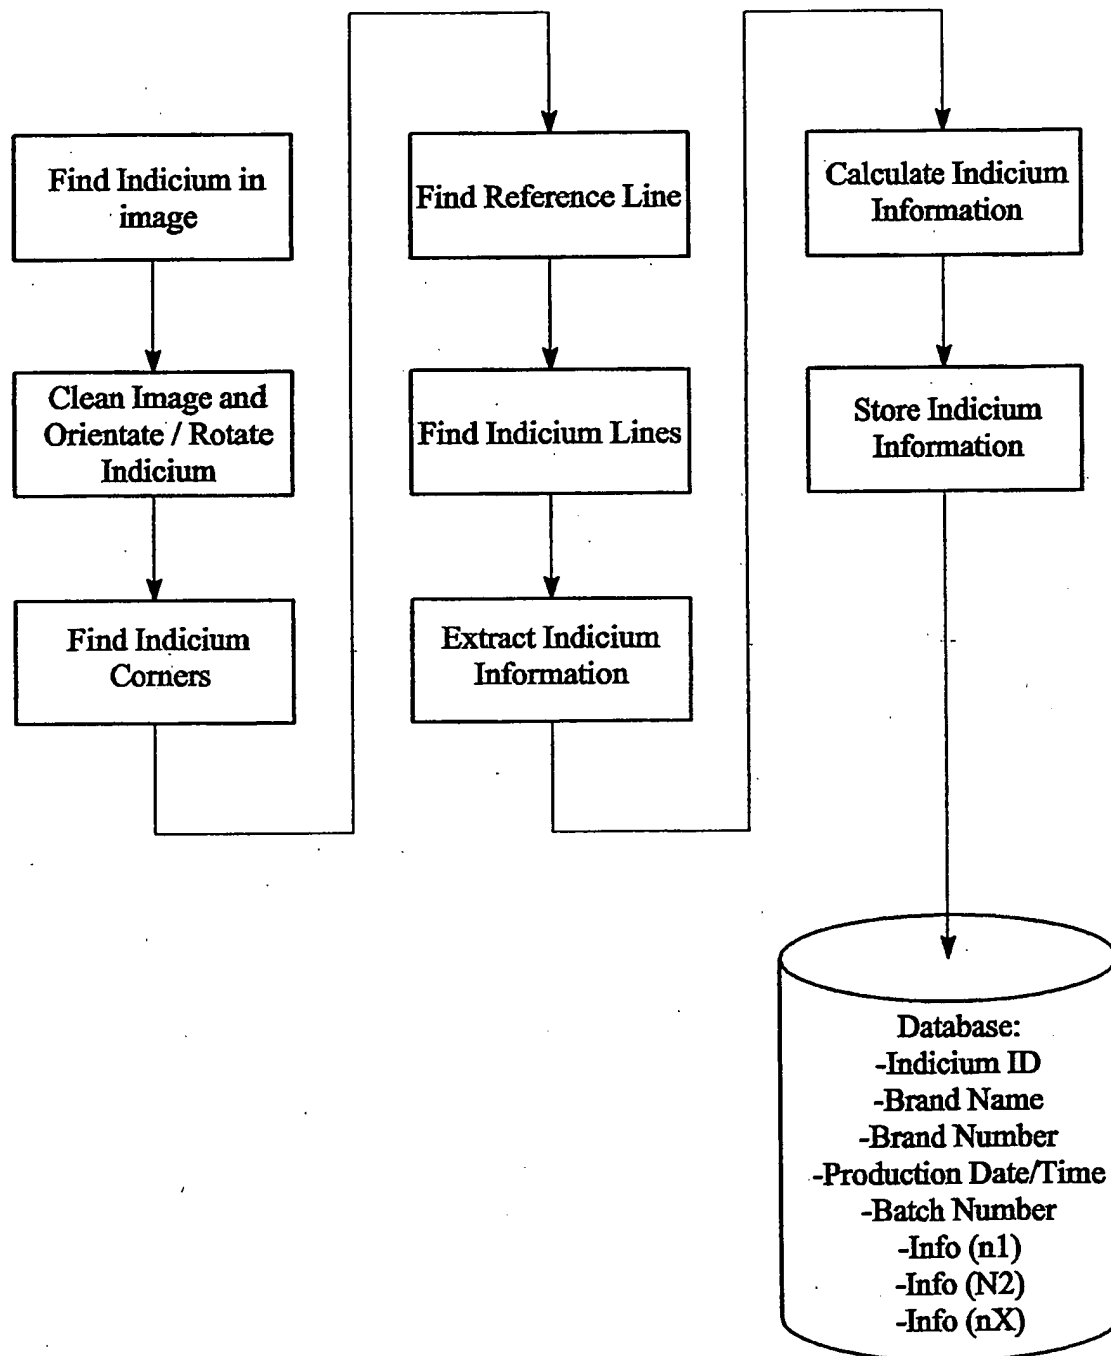 Find Indicium in
image
Clean Image and
Orientate / Rotate
Indicium
Find Indicium
Corners
Find Reference Line
Find Indicium Lines
Extract Indicium
Information
Calculate Indicium
Information
Store Indicium
Information
Database:
-Indicium ID
-Brand Name
-Brand Number
-Production Date/Time
-Batch Number
-Info (n1)
-Info (N2)
-Info (nX)